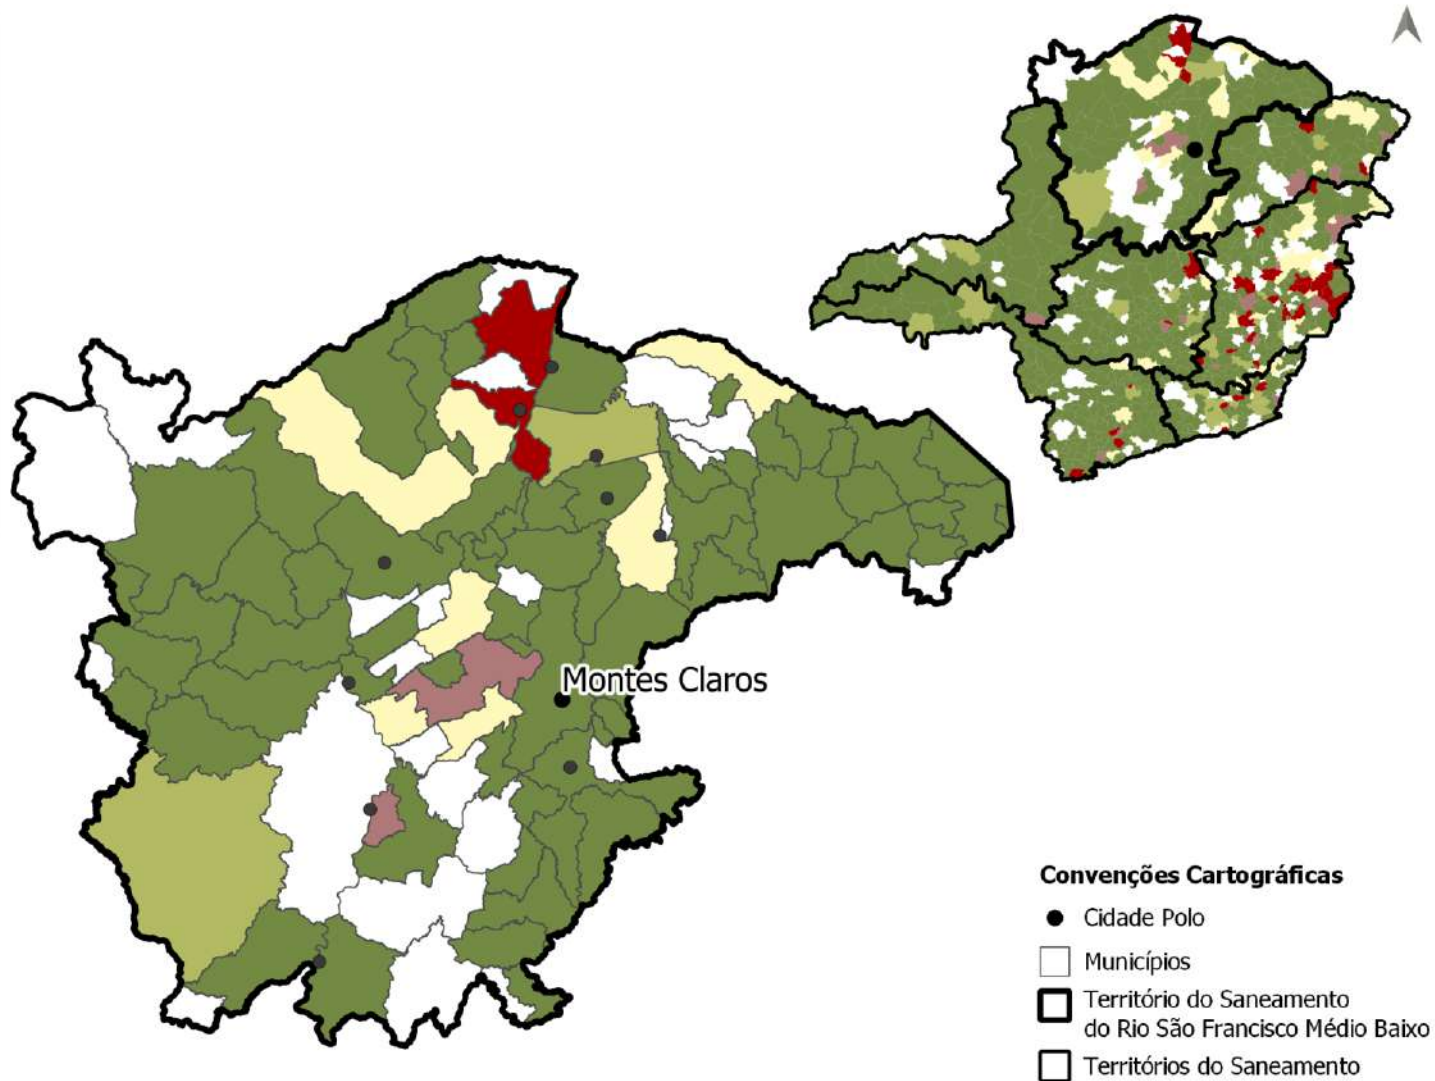 Montes Claros
Convenções Cartográficas
Cidade Polo
Municípios
Território do Saneamento
do Rio São Francisco Médio Baixo
Territórios do Saneamento